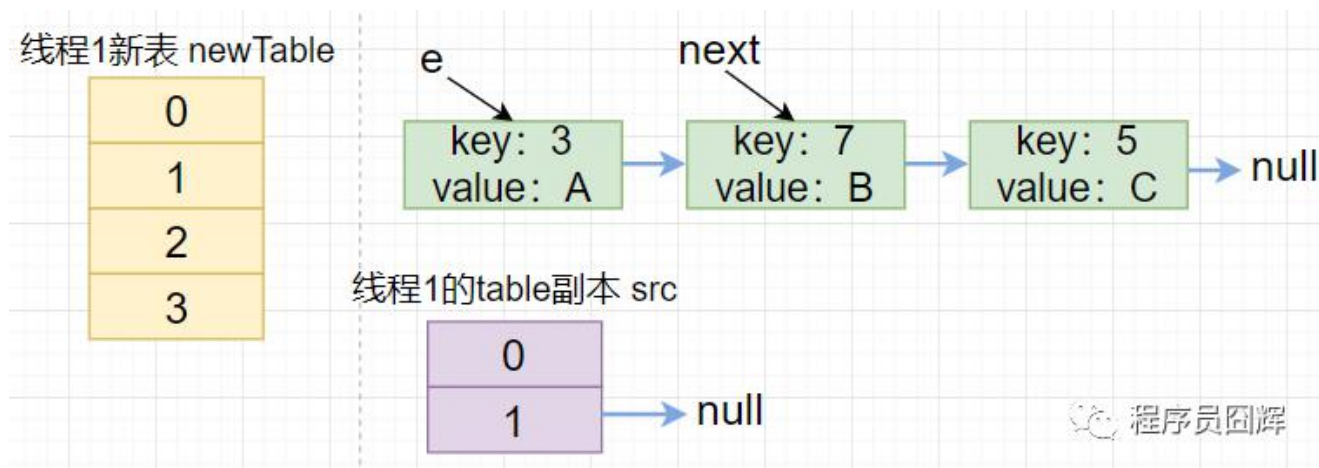 线程1新表 newTable
0
1
2
3
e
next
key: 3
value: A
key: 7
value: B
key: 5
value: C
null
线程1的table副本 src
0
1
null
程序员囧辉